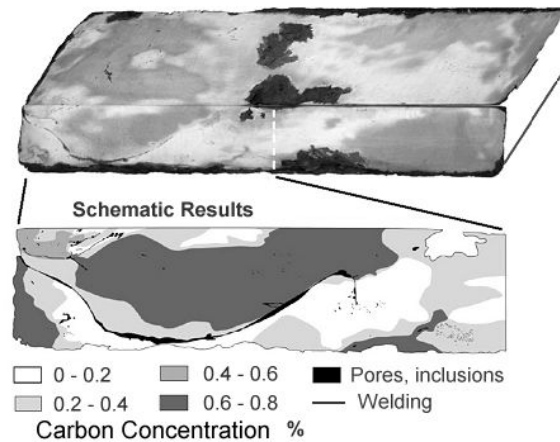 Schematic Results
0 - 0.2 0.4 - 0.6 Pores, inclusions
0.2 - 0.4 0.6 - 0.8 Welding
Carbon Concentration %